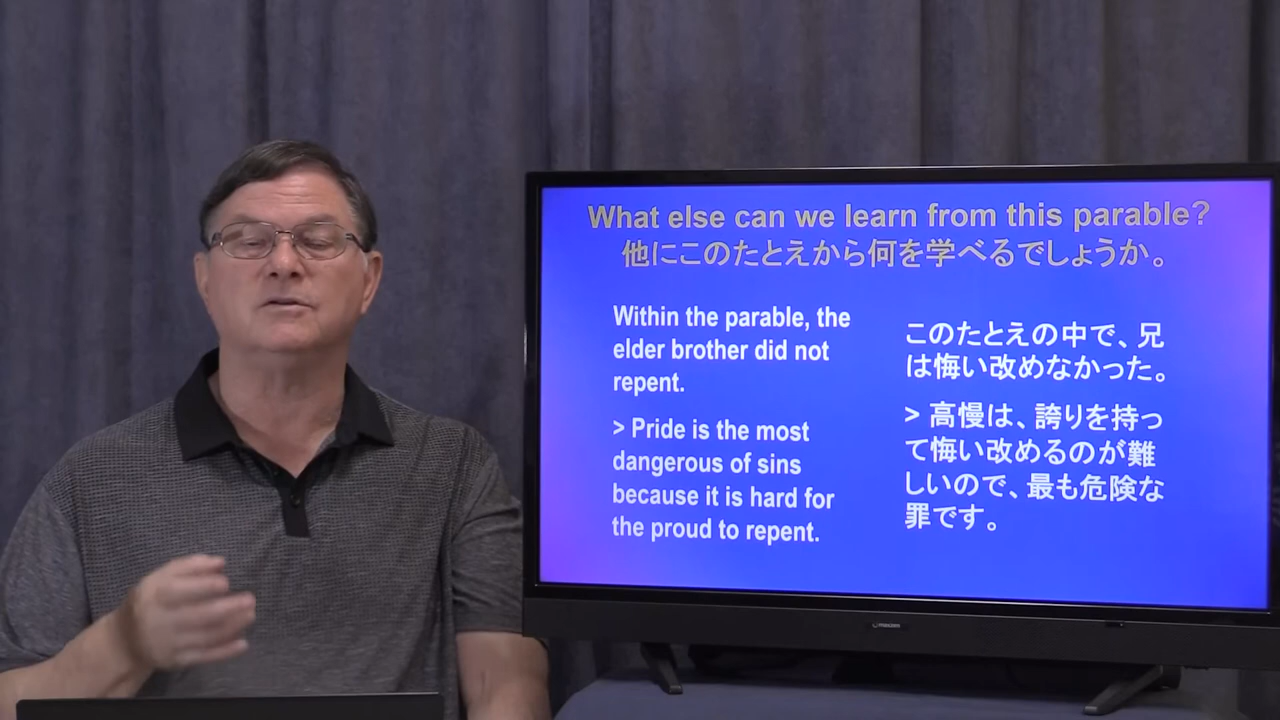 What else can we learn from this parable?
他にこのたとえから何を学べるでしょうか。
Within the parable, the
elder brother did not
repent.
> Pride is the most
dangerous of sins
because it is hard for
the proud to repent.
このたとえの中で、兄
は悔い改めなかった。
> 高慢は、誇りを持っ
て悔い改めるのが難
しいので、最も危険な
罪です。